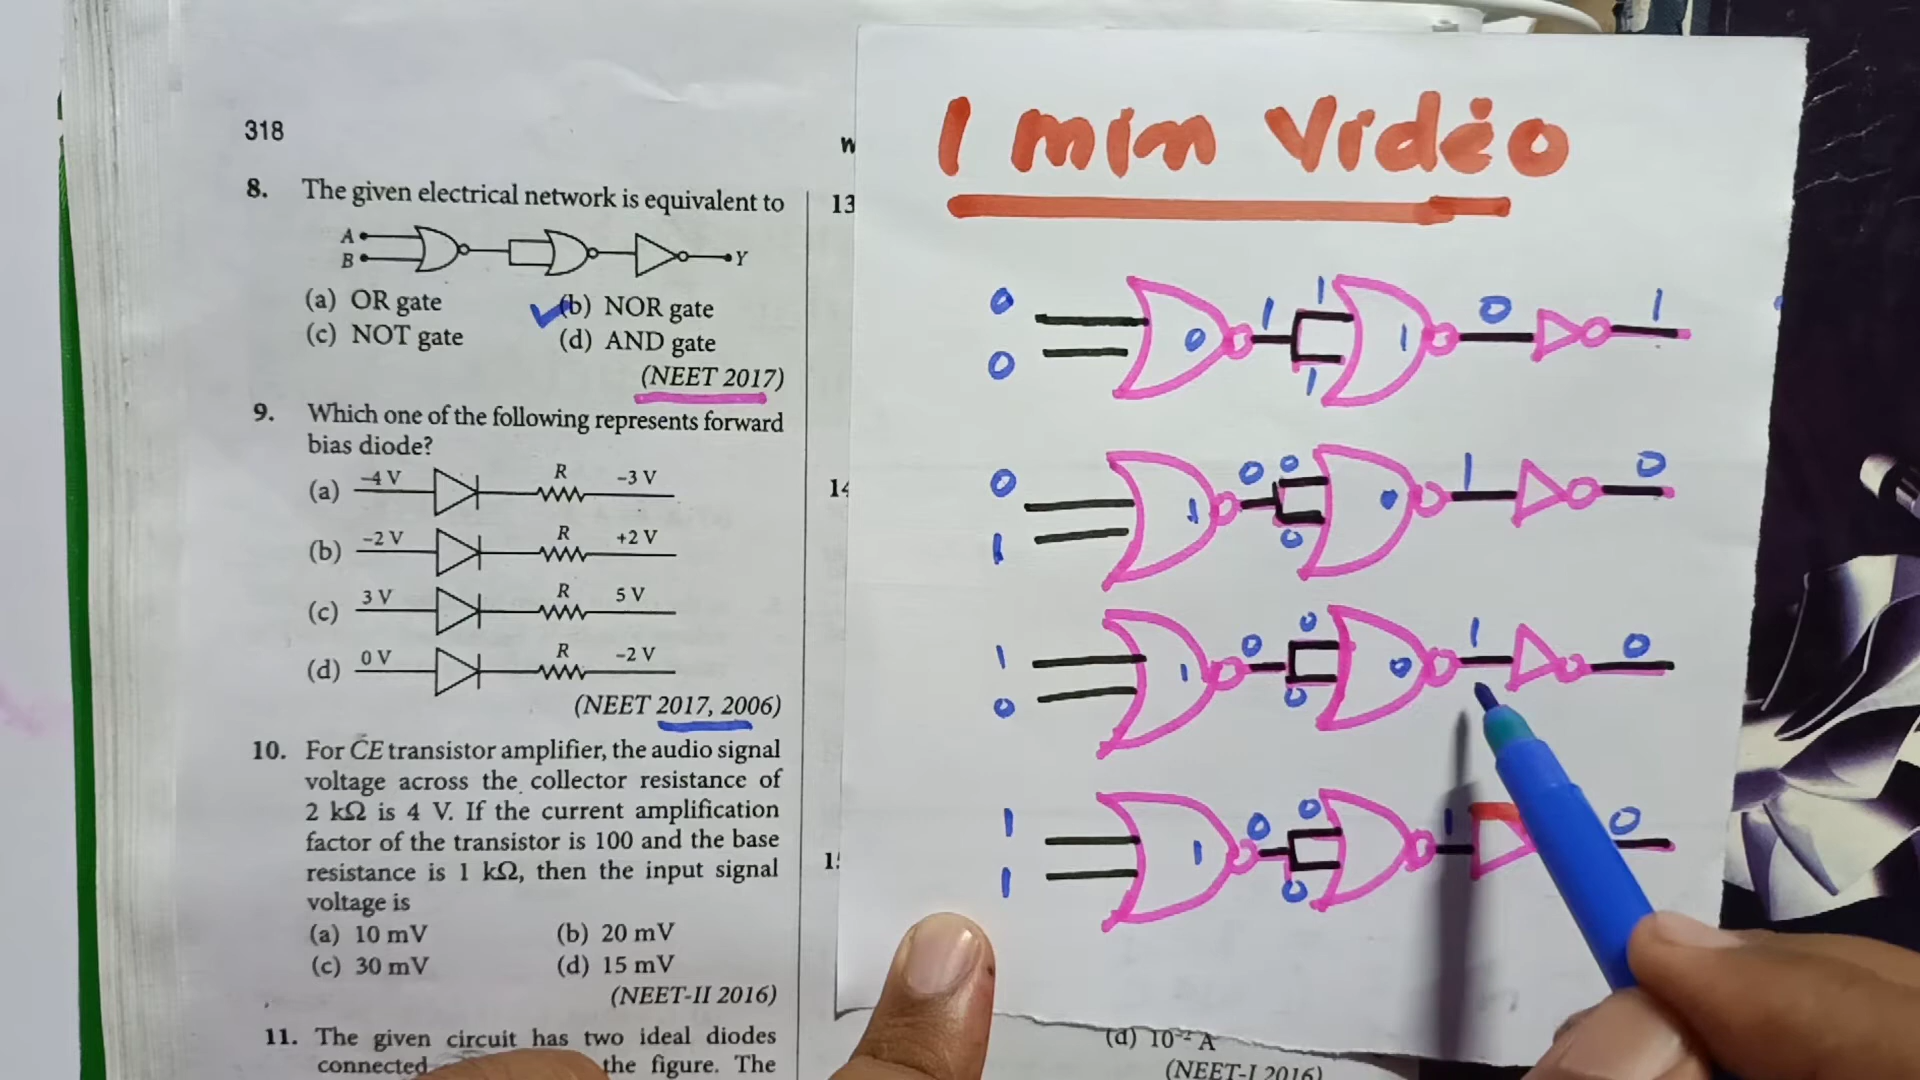 318
8. The given electrical network is equivalent to
A
B
Y
(a) OR gate (b) NOR gate
(c) NOT gate (d) AND gate
(NEET 2017)
9. Which one of the following represents forward
bias diode?
(a) –4 V R –3 V
(b) –2 V R +2 V
(c) 3 V R 5 V
(d) 0 V R –2 V
(NEET 2017, 2006)
10. For CE transistor amplifier, the audio signal
voltage across the collector resistance of
2 kΩ is 4 V. If the current amplification
factor of the transistor is 100 and the base
resistance is 1 kΩ, then the input signal
voltage is
(a) 10 mV (b) 20 mV
(c) 30 mV (d) 15 mV
(NEET-II 2016)
11. The given circuit has two ideal diodes
connected the figure. The
13
14
1 min Video
0 0 0 1 1 1 1 0 1
0 1 1 0 0 0 0 1 0
1 0 1 0 0 0 0 1 0
1 1 1 0 0 0 1 0
(d) 10⁻² A
(NEET-I 2016)